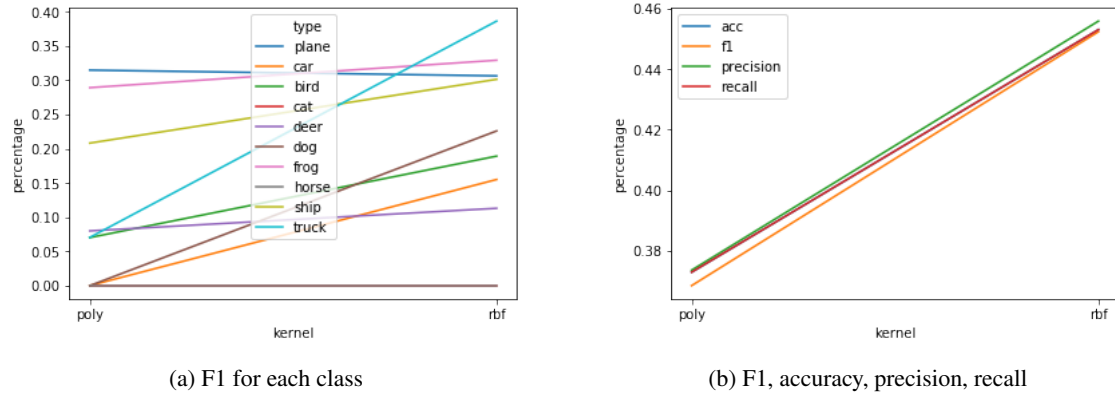 0.40
0.35
0.30
0.25
0.20
0.15
0.10
0.05
0.00
percentage
type
plane
car
bird
cat
deer
dog
frog
horse
ship
truck
poly
rbf
kernel
(a) F1 for each class
0.46
0.44
0.42
0.40
0.38
percentage
acc
f1
precision
recall
poly
rbf
kernel
(b) F1, accuracy, precision, recall